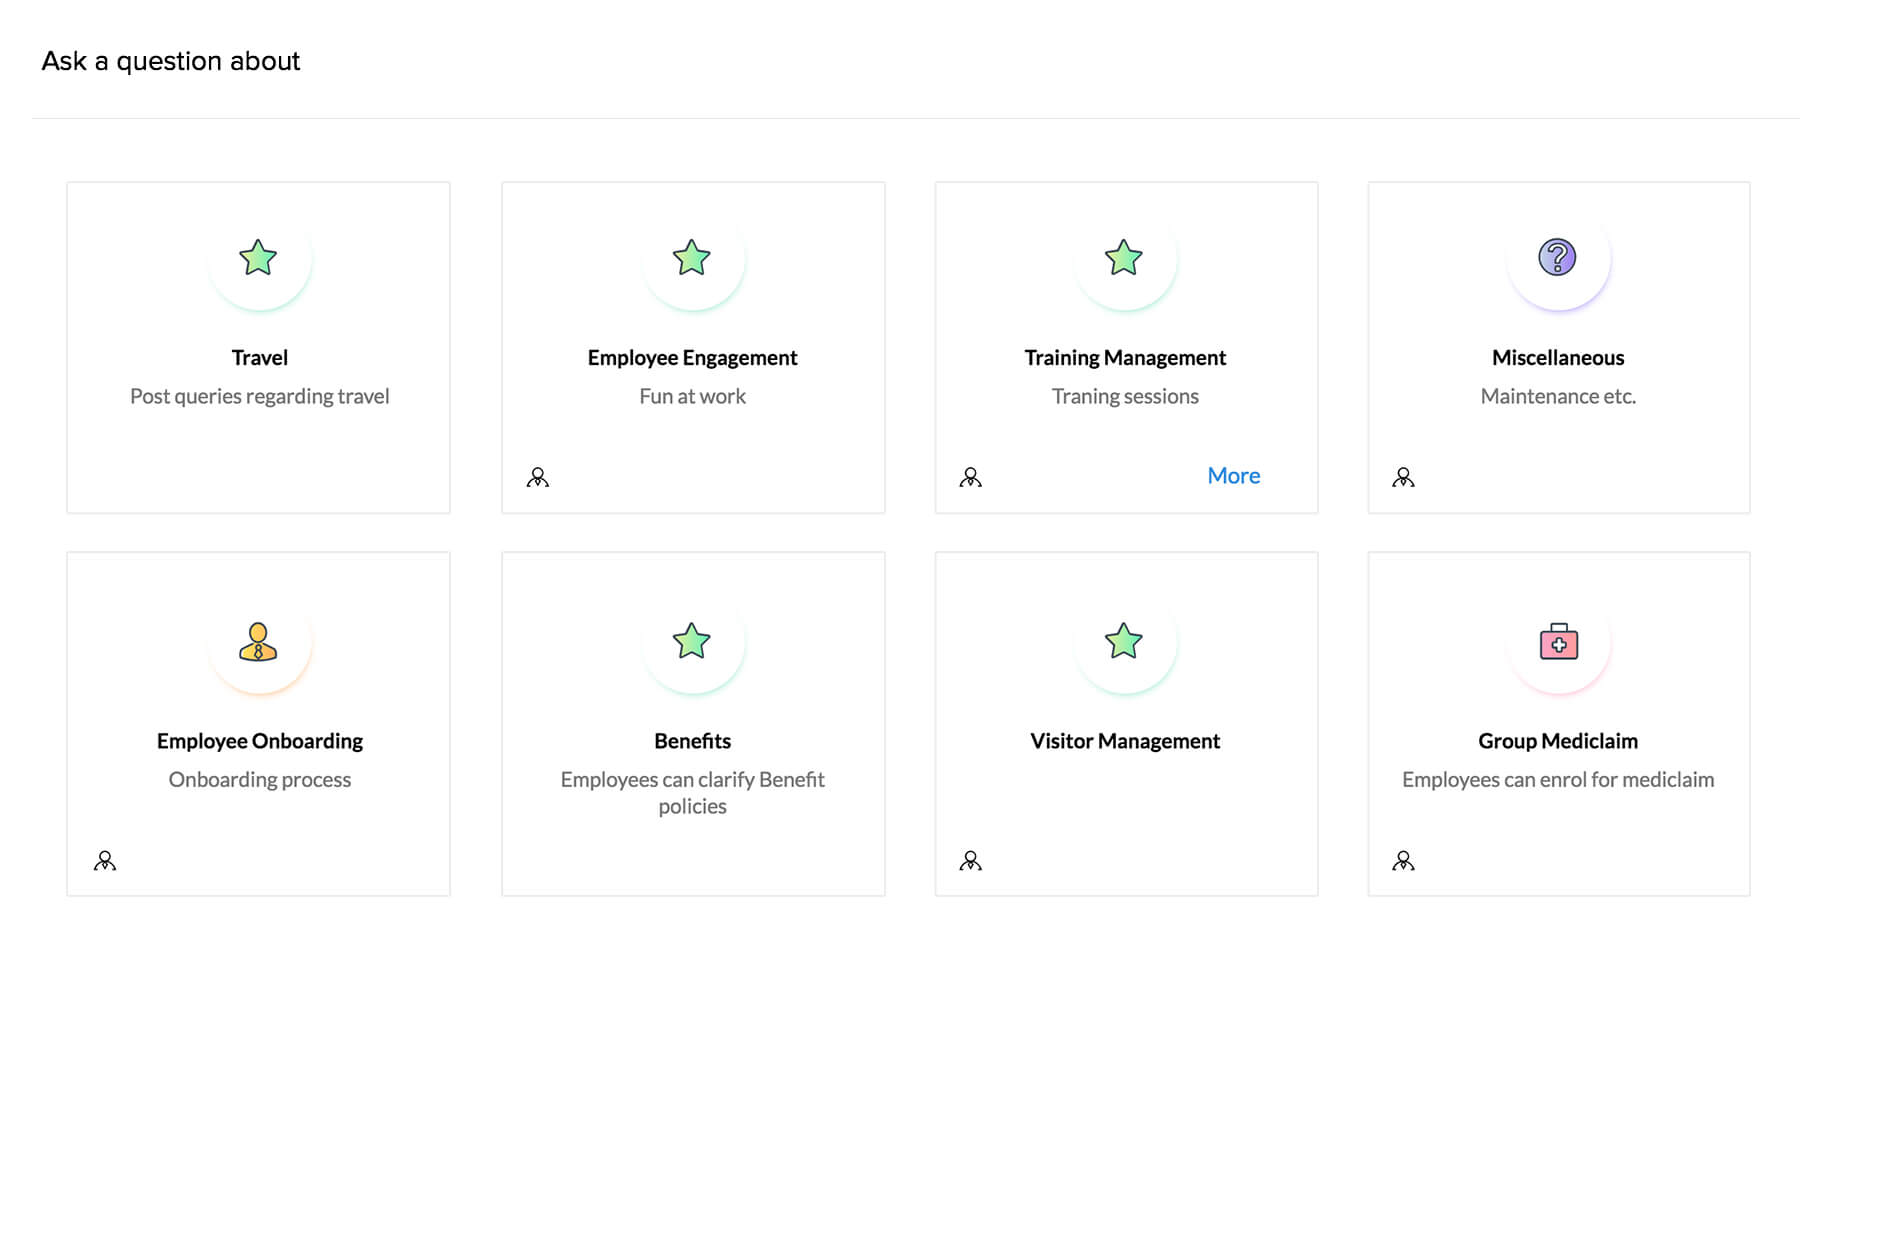 Ask a question about
Travel
Post queries regarding travel
Employee Engagement
Fun at work
Training Management
Traning sessions
More
Miscellaneous
Maintenance etc.
Employee Onboarding
Onboarding process
Benefits
Employees can clarify Benefit
policies
Visitor Management
Group Mediclaim
Employees can enrol for mediclaim